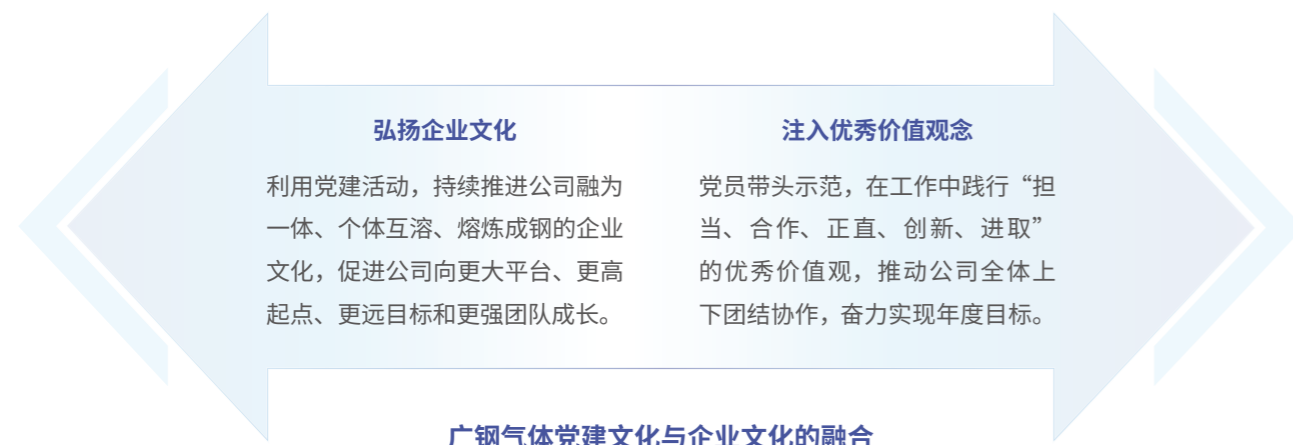 弘扬企业文化
利用党建活动，持续推进公司融为
一体、个体互溶、熔炼成钢的企业
文化，促进公司向更大平台、更高
起点、更远目标和更强团队成长。
注入优秀价值观念
党员带头示范，在工作中践行“担
当、合作、正直、创新、进取”
的优秀价值观，推动公司全体上
下团结协作，奋力实现年度目标。
广钢气体党建文化与企业文化的融合